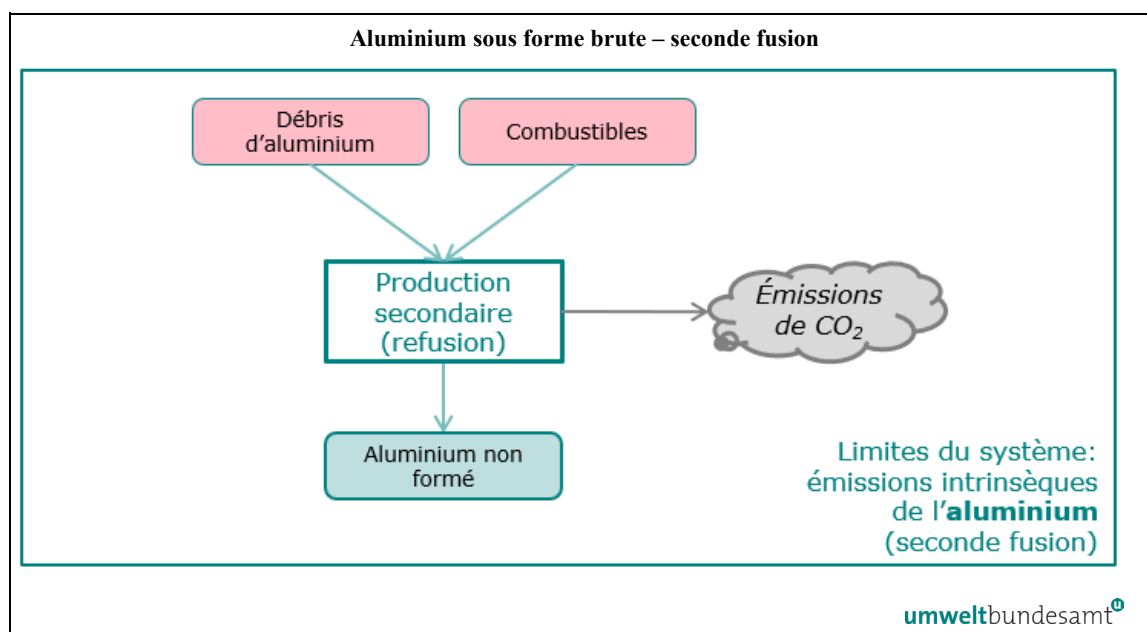 Aluminium sous forme brute – seconde fusion
Débris
d'aluminium
Combustibles
Production
secondaire
(refusion)
Émissions
de CO₂
Aluminium non
formé
Limites du système:
émissions intrinsèques
de l'aluminium
(seconde fusion)
umweltbundesamt
u